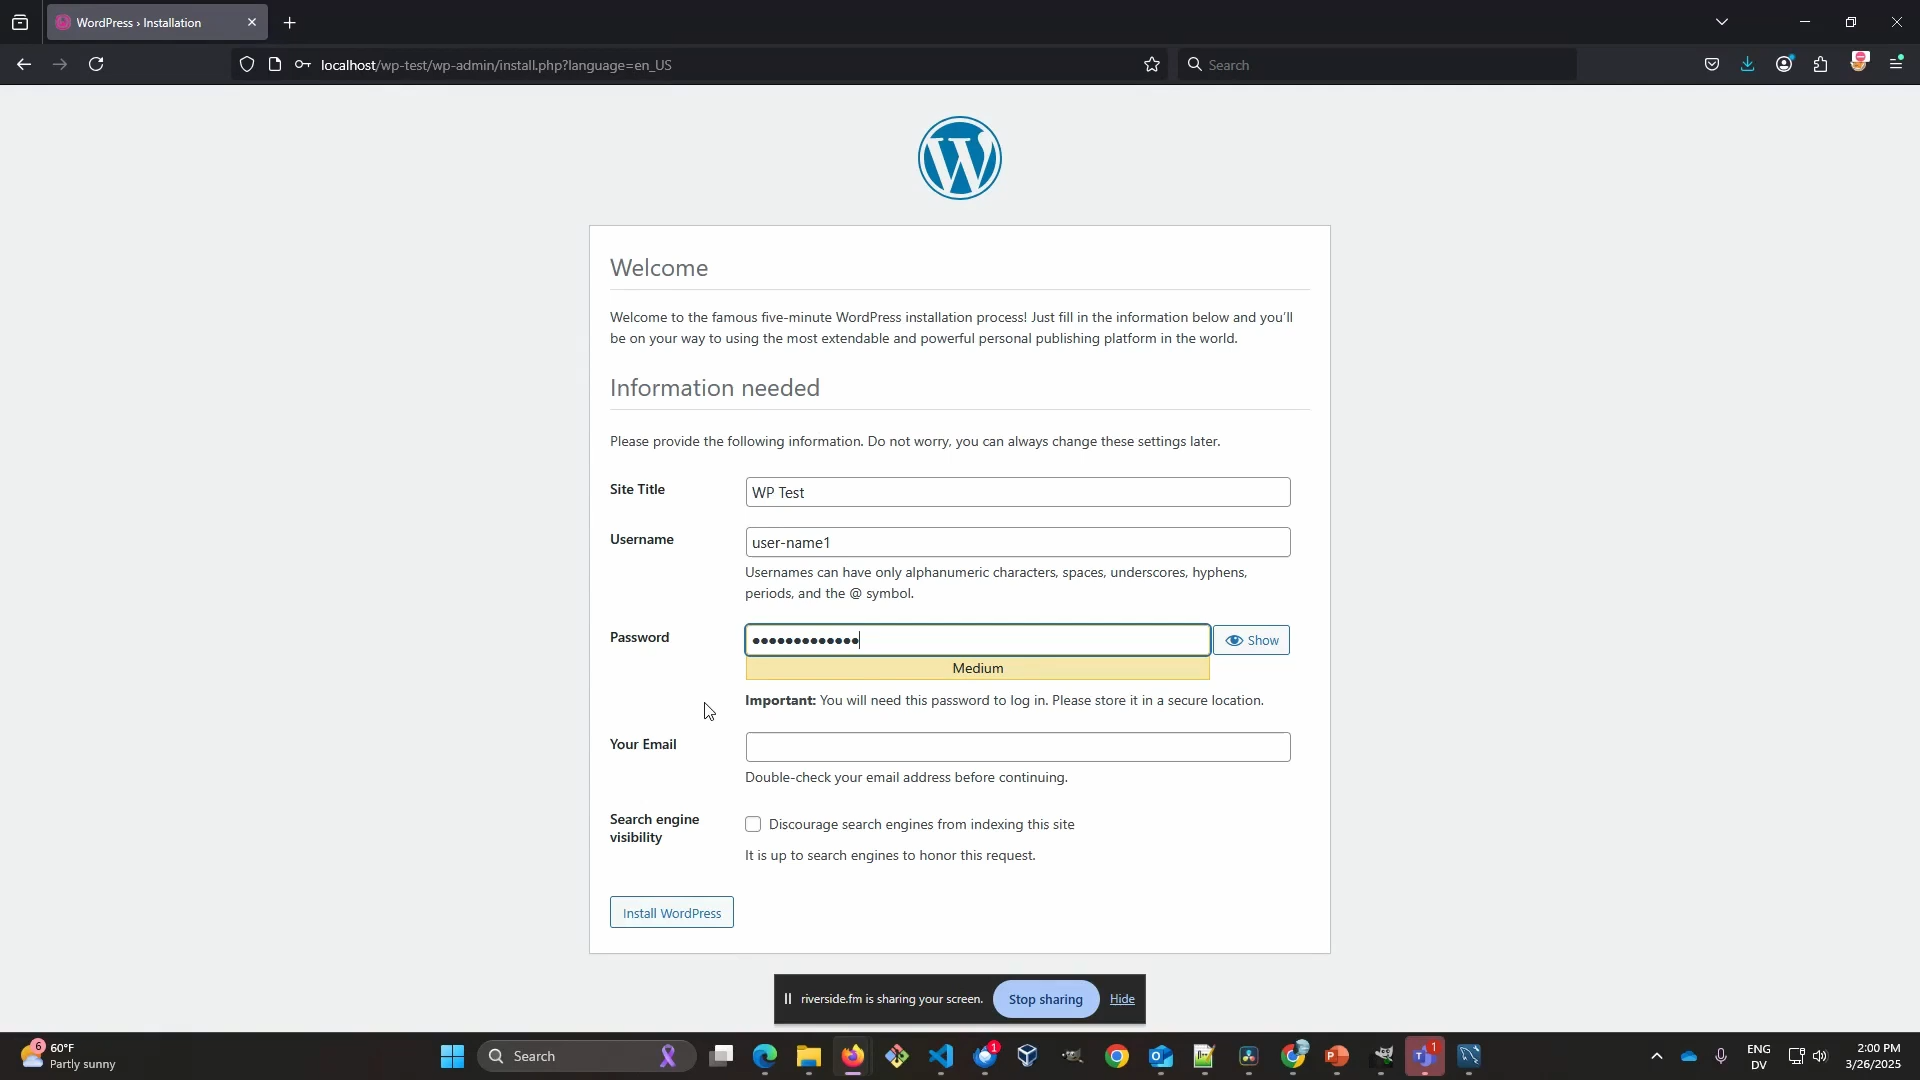 WordPress › Installation
localhost/wp-test/wp-admin/install.php?language=en_US
Search
Welcome
Welcome to the famous five-minute WordPress installation process! Just fill in the information below and you’ll
be on your way to using the most extendable and powerful personal publishing platform in the world.
Information needed
Please provide the following information. Do not worry, you can always change these settings later.
Site Title
WP Test
Username
user-name1
Usernames can have only alphanumeric characters, spaces, underscores, hyphens,
periods, and the @ symbol.
Password
●●●●●●●●●●●●●
Show
Medium
Important: You will need this password to log in. Please store it in a secure location.
Your Email
Double-check your email address before continuing.
Search engine
visibility
Discourage search engines from indexing this site
It is up to search engines to honor this request.
Install WordPress
riverside.fm is sharing your screen.
Stop sharing
Hide
6
60°F
Partly sunny
Search
1
1
ENG
DV
2:00 PM
3/26/2025